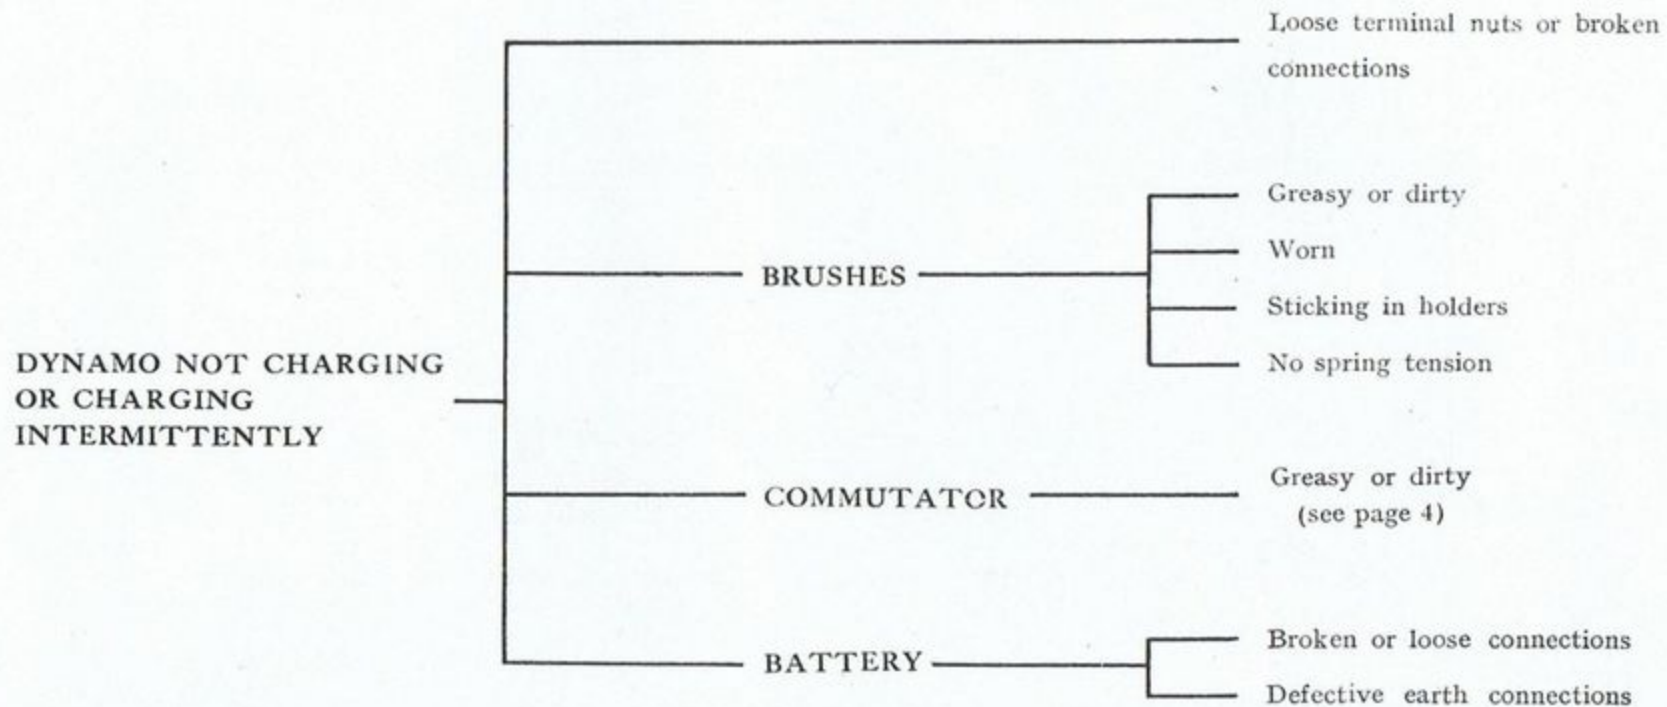 Loose terminal nuts or broken
connections
Greasy or dirty
Worn
BRUSHES
Sticking in holders
No spring tension
DYNAMO NOT CHARGING
OR CHARGING
INTERMITTENTLY
COMMUTATOR
Greasy or dirty
(see page 4)
BATTERY
Broken or loose connections
Defective earth connections